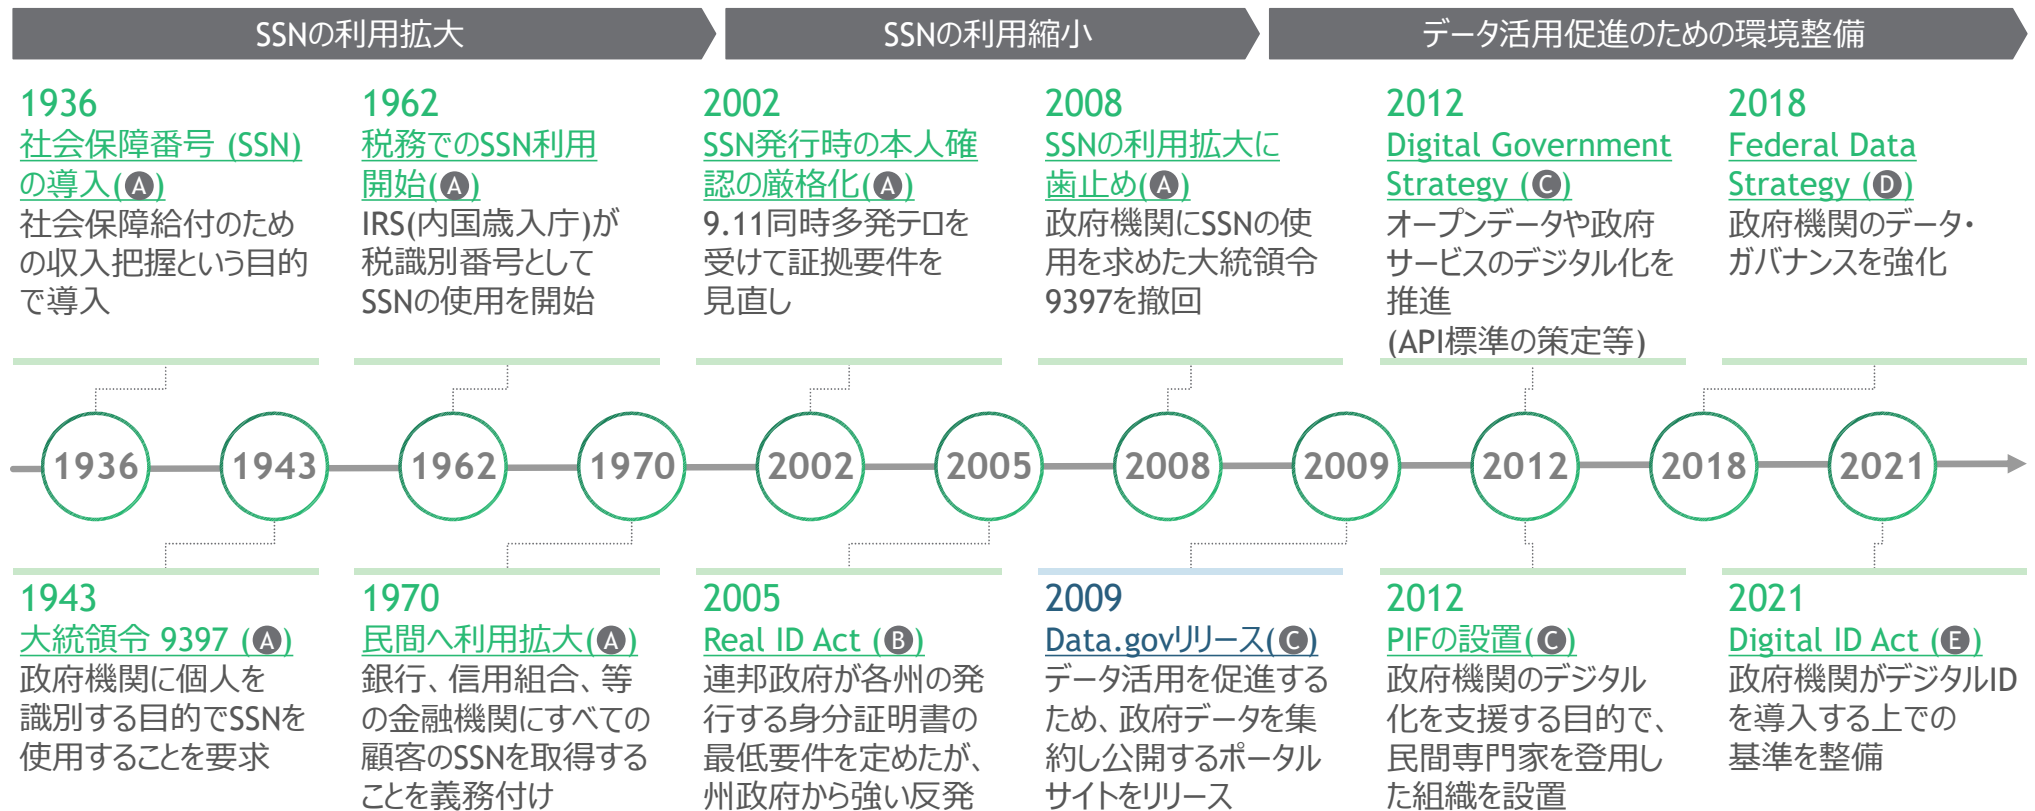 SSNの利用拡大
SSNの利用縮小
データ活用促進のための環境整備
1936
社会保障番号 (SSN)
の導入(A)
社会保障給付のため
の収入把握という目的
で導入
1962
税務でのSSN利用
開始(A)
IRS(内国歳入庁)が
税識別番号として
SSNの使用を開始
2002
SSN発行時の本人確
認の厳格化(A)
9.11同時多発テロを
受けて証拠要件を
見直し
2008
SSNの利用拡大に
歯止め(A)
政府機関にSSNの使
用を求めた大統領令
9397を撤回
2012
Digital Government
Strategy (C)
オープンデータや政府
サービスのデジタル化を
推進
(API標準の策定等)
2018
Federal Data
Strategy (D)
政府機関のデータ・
ガバナンスを強化
1936
1943
1962
1970
2002
2005
2008
2009
2012
2018
2021
1943
大統領令 9397 (A)
政府機関に個人を
識別する目的でSSNを
使用することを要求
1970
民間へ利用拡大(A)
銀行、信用組合、等
の金融機関にすべての
顧客のSSNを取得する
ことを義務付け
2005
Real ID Act (B)
連邦政府が各州の発
行する身分証明書の
最低要件を定めたが、
州政府から強い反発
2009
Data.govリリース(C)
データ活用を促進する
ため、政府データを集
約し公開するポータル
サイトをリリース
2012
PIFの設置(C)
政府機関のデジタル
化を支援する目的で、
民間専門家を登用し
た組織を設置
2021
Digital ID Act (E)
政府機関がデジタルID
を導入する上での
基準を整備